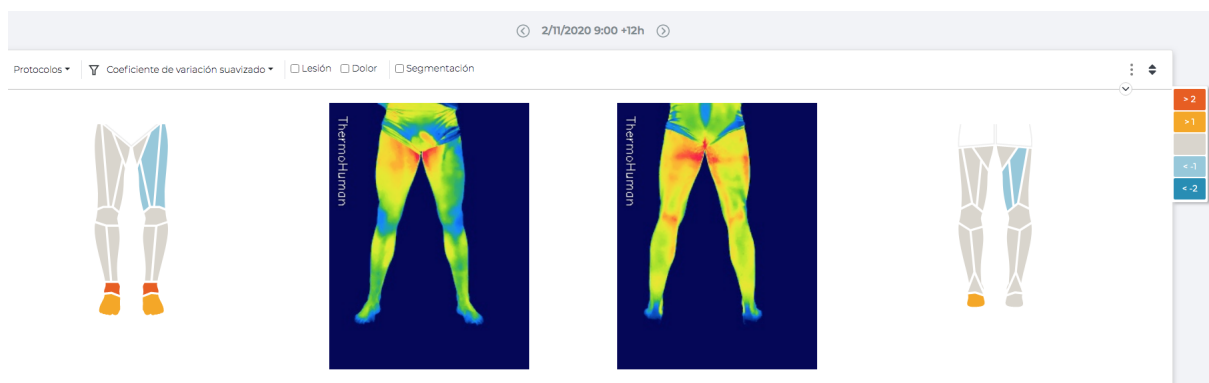 2/11/2020 9:00 +12h
Protocolos
Coeficiente de variación suavizado
Lesión
Dolor
Segmentación
ThermoHuman
ThermoHuman
> 2
> 1
< -1
< -2